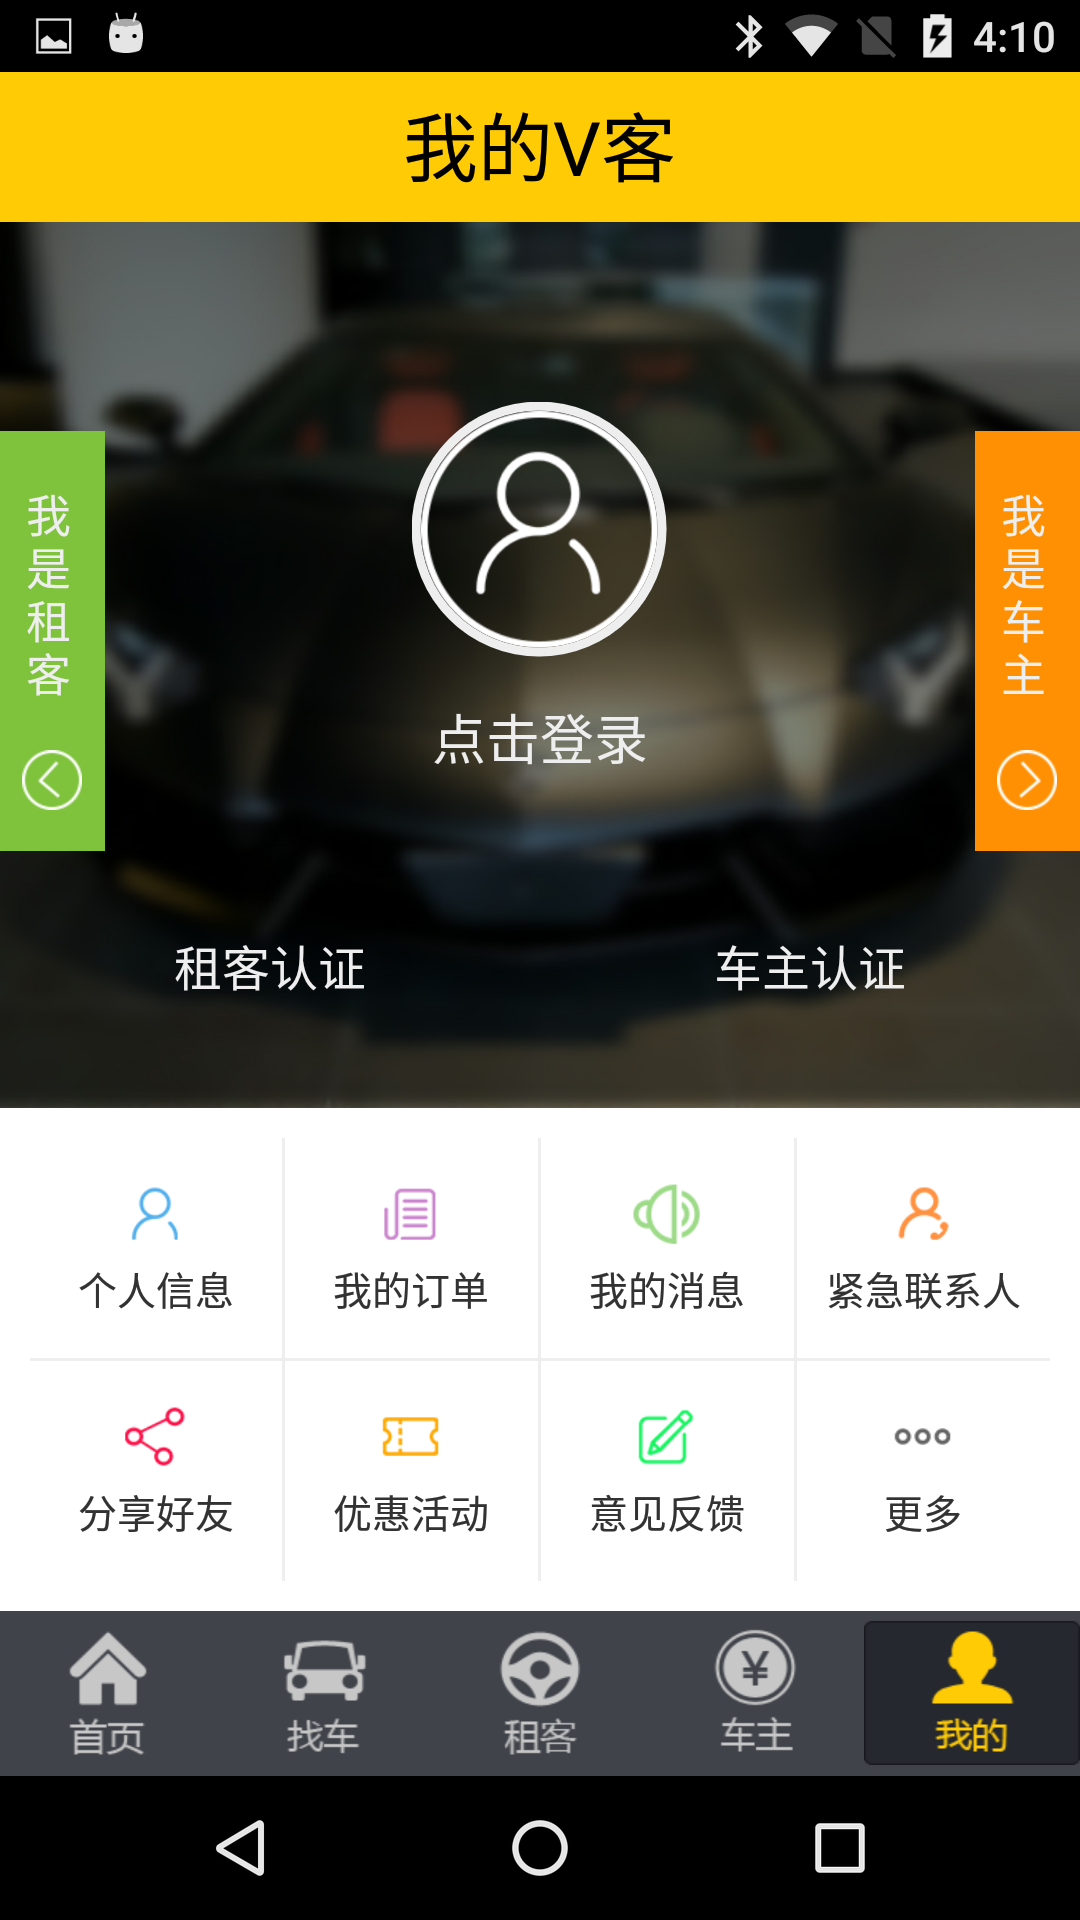 4:10
我的V客
我是租客
我是车主
点击登录
租客认证 车主认证
个人信息 我的订单 我的消息 紧急联系人
分享好友 优惠活动 意见反馈 更多
首页 找车 租客 车主 我的